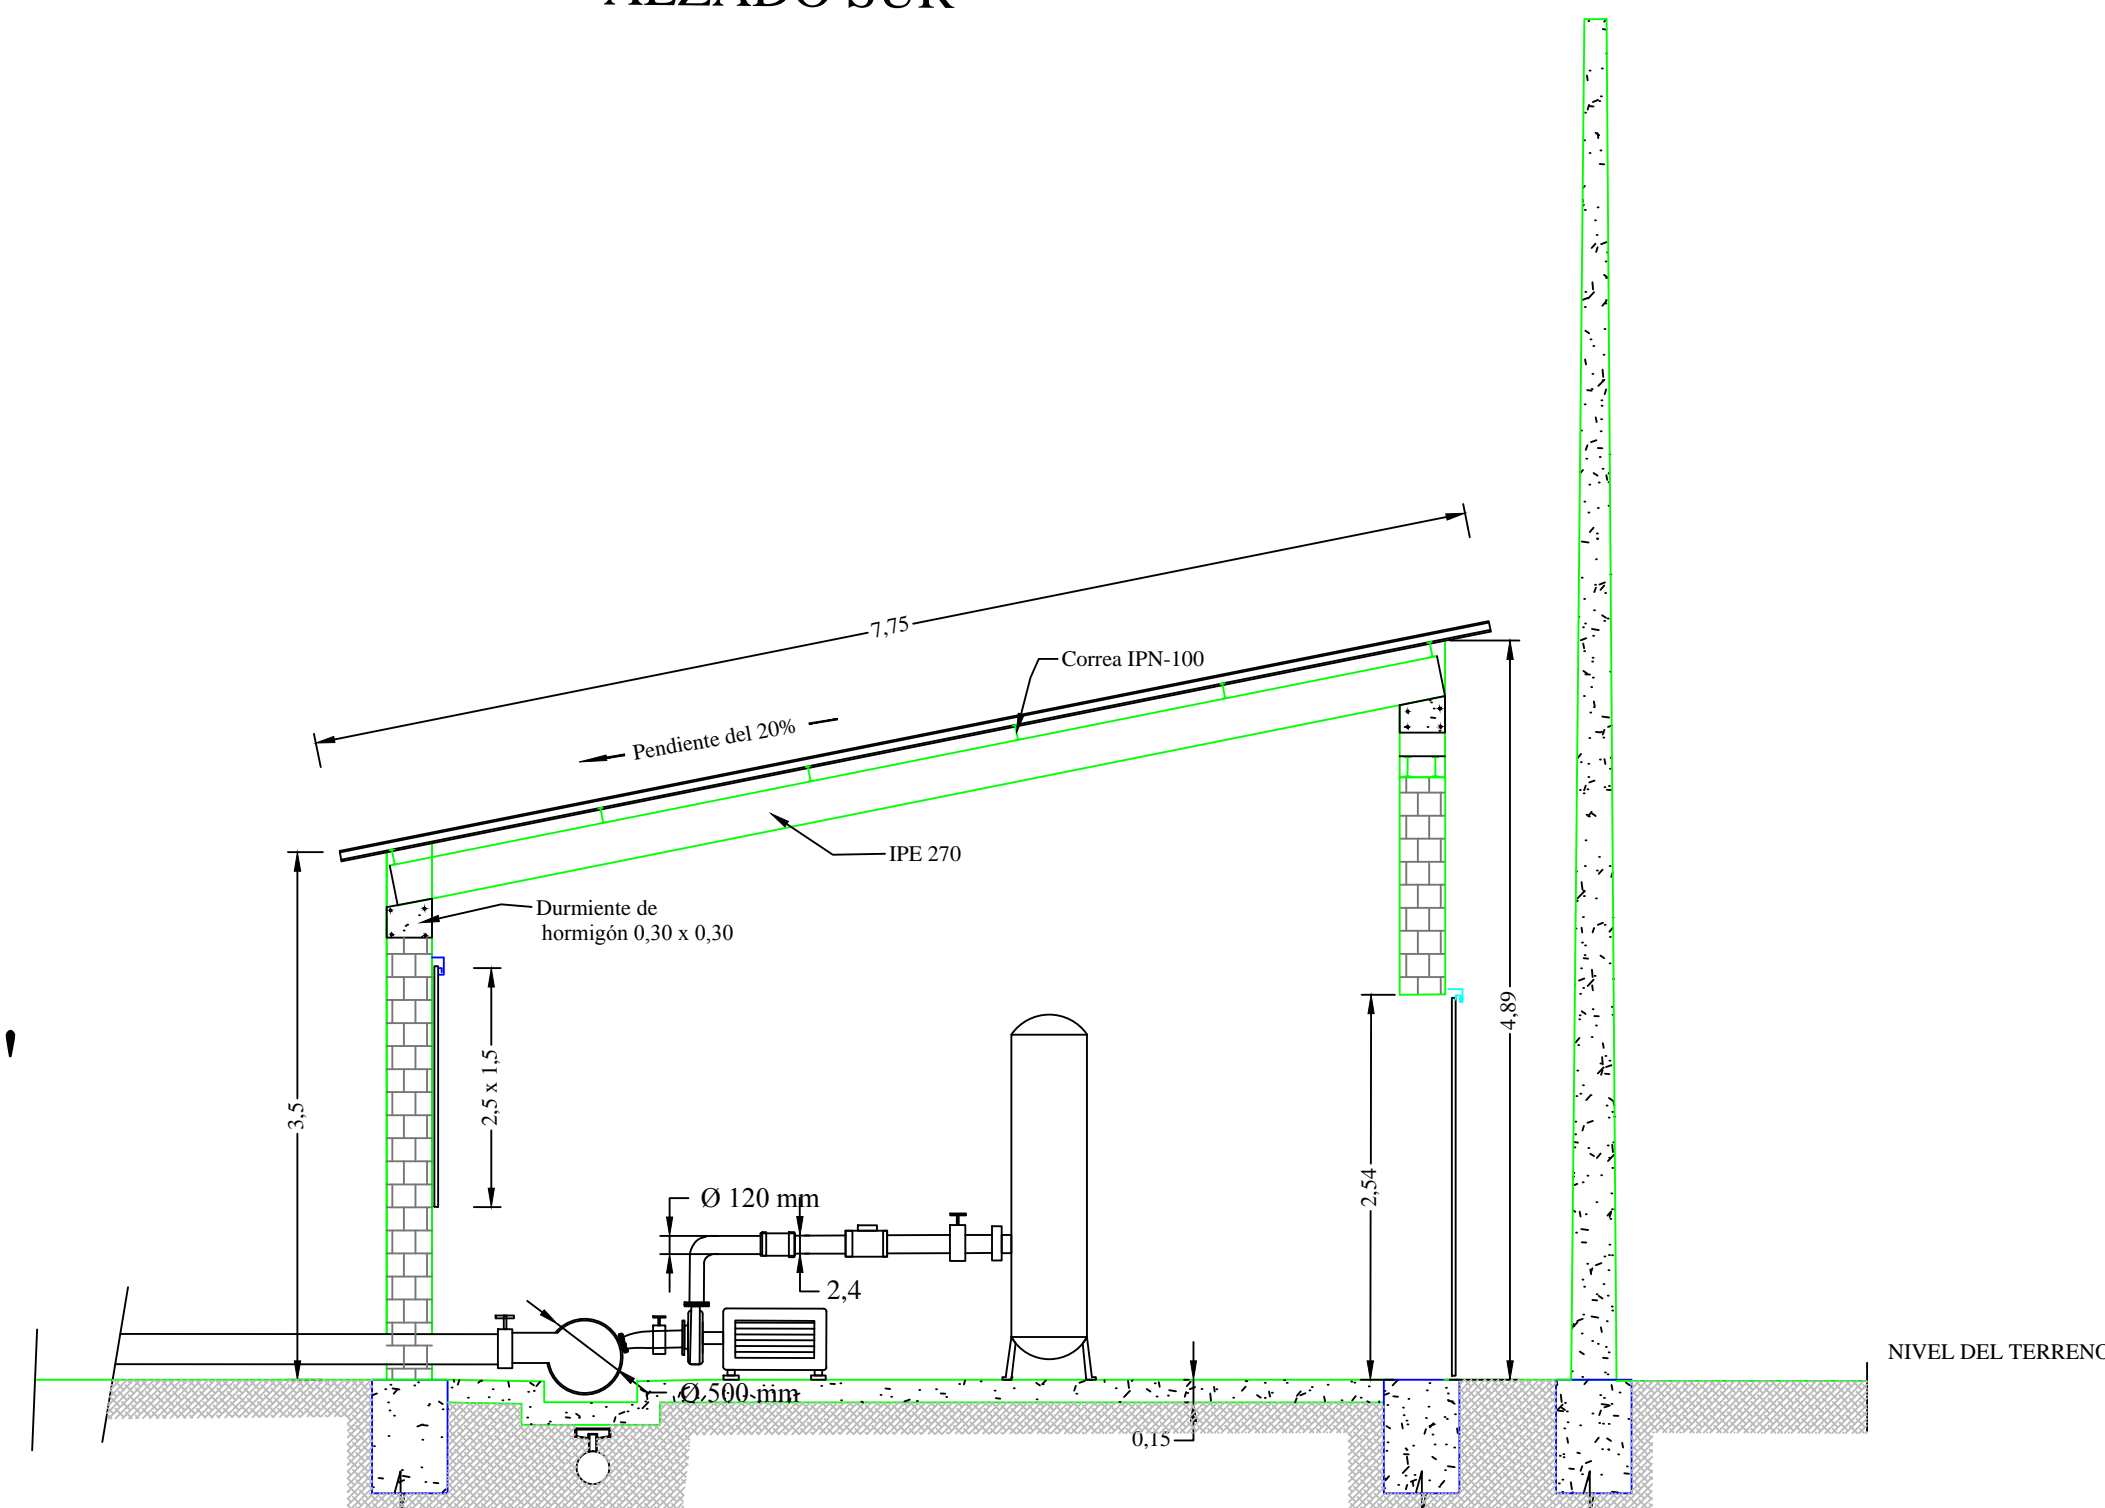 ALZADO SUR
7,75
Correa IPN-100
Pendiente del 20%
IPE 270
Durmiente de
hormigón 0,30 x 0,30
2,5 x 1,5
3,5
4,89
2,54
Ø 120 mm
2,4
Ø 500 mm
0,15
NIVEL DEL TERRENO